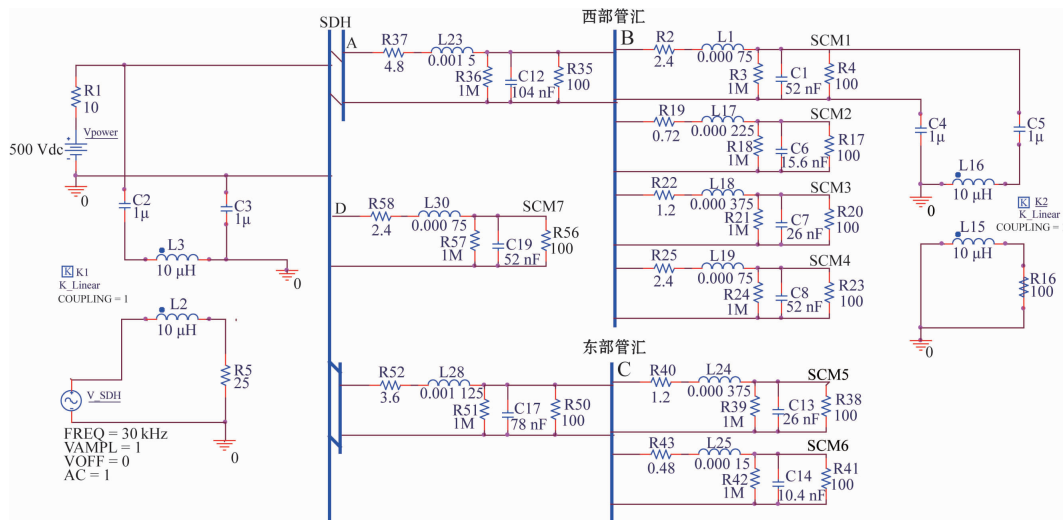 SDH
西部管汇
A
R37
4.8
L23
0.001 5
R36
1M
C12
104 nF
R35
100
B
R2
2.4
L1
0.000 75
SCM1
R3
1M
C1
52 nF
R4
100
R19
0.72
L17
0.000 225
SCM2
R18
1M
C6
15.6nF
R17
100
R22
1.2
L18
0.000 375
SCM3
R21
1M
C7
26 nF
R20
100
R25
2.4
L19
0.000 75
SCM4
R24
1M
C8
52 nF
R23
100
R1
10
Vpower
500 Vdc
0
C2
1μ
C3
1μ
L3
10 μH
0
K K1
K_Linear
COUPLING = 1
L2
10 μH
R5
25
V_SDH
FREQ = 30 kHz
VAMPL = 1
VOFF = 0
AC = 1
0
D
R58
2.4
L30
0.000 75
SCM7
R57
1M
C19
52 nF
R56
100
C4
1μ
C5
1μ
L16
10 μH
0
K K2
K_Linear
COUPLING =
L15
10 μH
R16
100
0
东部管汇
R52
3.6
L28
0.001 125
R51
1M
C17
78 nF
R50
100
C
R40
1.2
L24
0.000 375
SCM5
R39
1M
C13
26 nF
R38
100
R43
0.48
L25
0.000 15
SCM6
R42
1M
C14
10.4 nF
R41
100